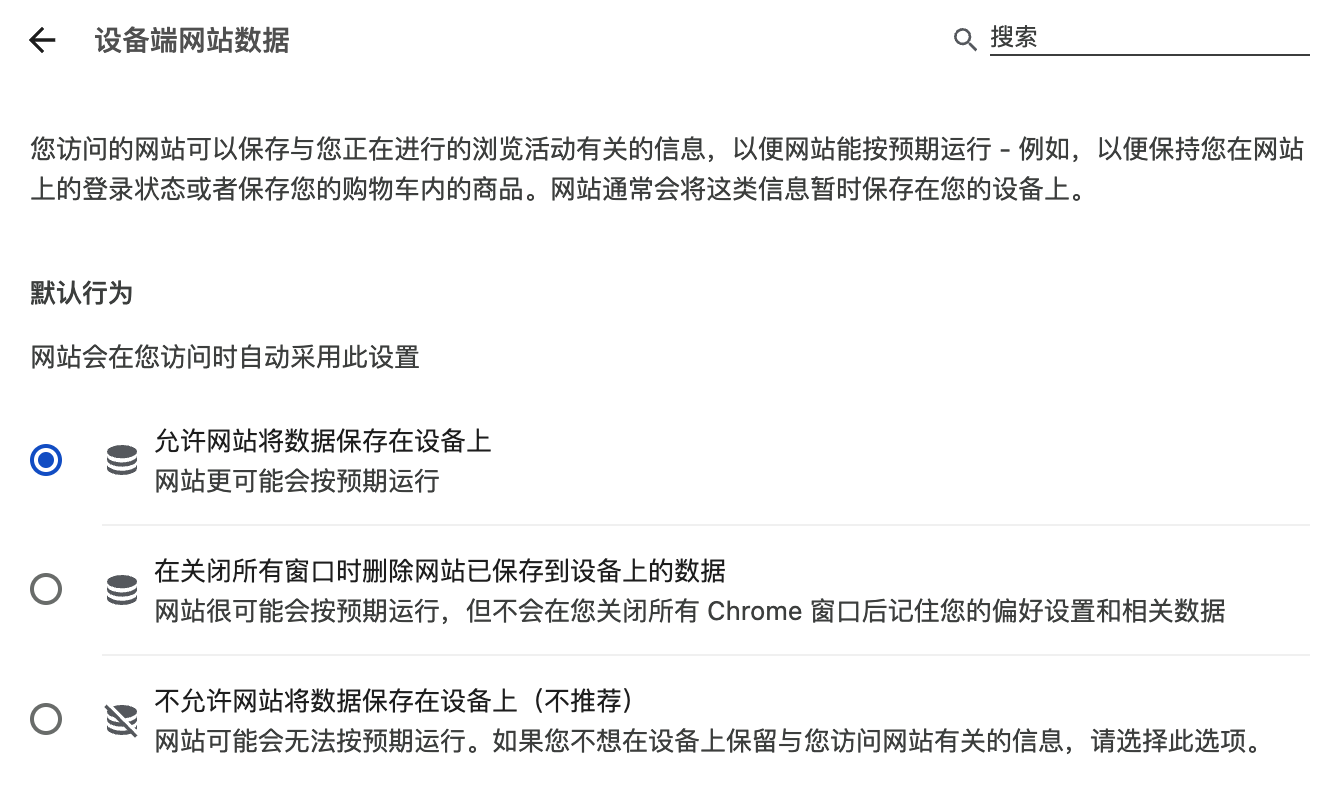 设备端网站数据
搜索
您访问的网站可以保存与您正在进行的浏览活动有关的信息，以便网站能按预期运行 - 例如，以便保持您在网站
上的登录状态或者保存您的购物车内的商品。网站通常会将这类信息暂时保存在您的设备上。
默认行为
网站会在您访问时自动采用此设置
允许网站将数据保存在设备上
网站更可能会按预期运行
在关闭所有窗口时删除网站已保存到设备上的数据
网站很可能会按预期运行，但不会在您关闭所有 Chrome 窗口后记住您的偏好设置和相关数据
不允许网站将数据保存在设备上（不推荐）
网站可能会无法按预期运行。如果您不想在设备上保留与您访问网站有关的信息，请选择此选项。